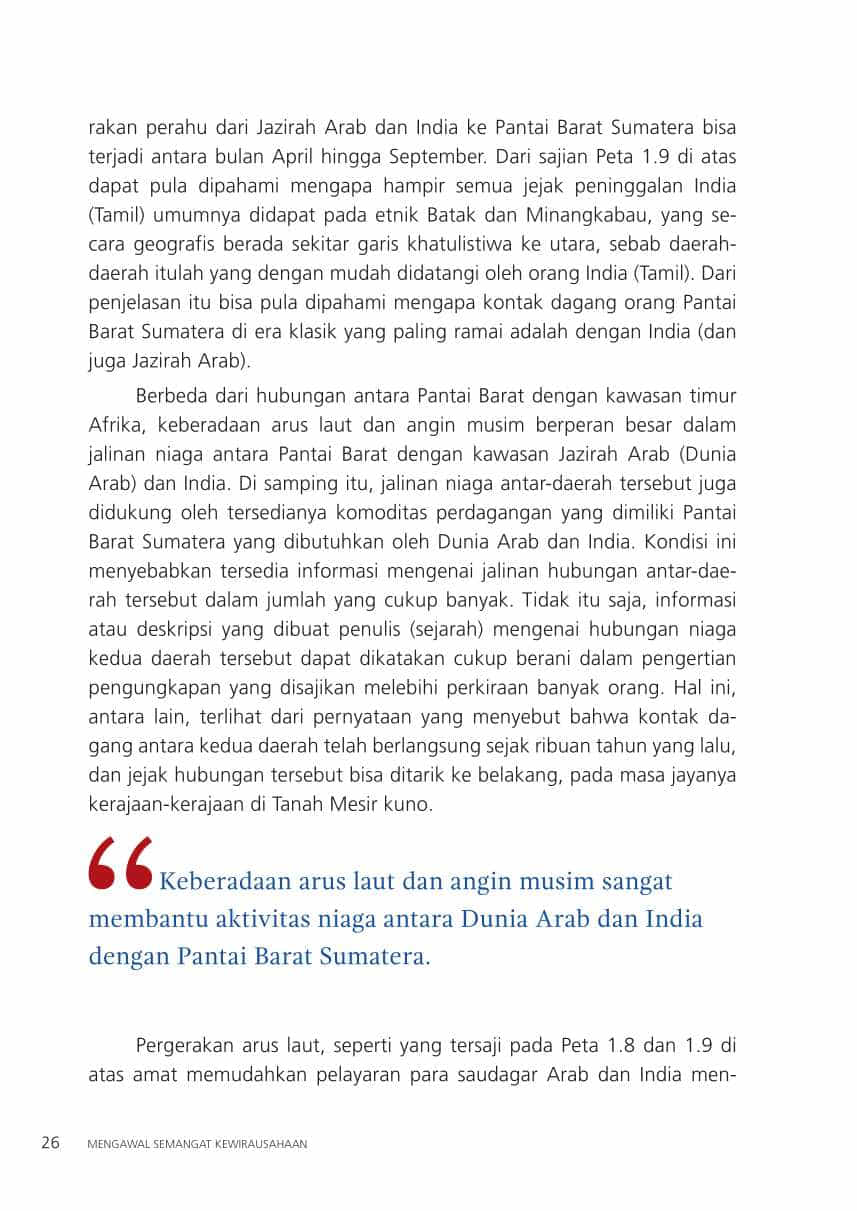 rakan perahu dari Jazirah Arab dan India ke Pantai Barat Sumatera bisa
terjadi antara bulan April hingga September. Dari sajian Peta 1.9 di atas
dapat pula dipahami mengapa hampir semua jejak peninggalan India
(Tamil) umumnya didapat pada etnik Batak dan Minangkabau, yang se-
cara geografis berada sekitar garis khatulistiwa ke utara, sebab daerah-
daerah itulah yang dengan mudah didatangi oleh orang India (Tamil). Dari
penjelasan itu bisa pula dipahami mengapa kontak dagang orang Pantai
Barat Sumatera di era klasik yang paling ramai adalah dengan India (dan
juga Jazirah Arab).
Berbeda dari hubungan antara Pantai Barat dengan kawasan timur
Afrika, keberadaan arus laut dan angin musim berperan besar dalam
jalinan niaga antara Pantai Barat dengan kawasan Jazirah Arab (Dunia
Arab) dan India. Di samping itu, jalinan niaga antar-daerah tersebut juga
didukung oleh tersedianya komoditas perdagangan yang dimiliki Pantai
Barat Sumatera yang dibutuhkan oleh Dunia Arab dan India. Kondisi ini
menyebabkan tersedia informasi mengenai jalinan hubungan antar-dae-
rah tersebut dalam jumlah yang cukup banyak. Tidak itu saja, informasi
atau deskripsi yang dibuat penulis (sejarah) mengenai hubungan niaga
kedua daerah tersebut dapat dikatakan cukup berani dalam pengertian
pengungkapan yang disajikan melebihi perkiraan banyak orang. Hal ini,
antara lain, terlihat dari pernyataan yang menyebut bahwa kontak da-
gang antara kedua daerah telah berlangsung sejak ribuan tahun yang lalu,
dan jejak hubungan tersebut bisa ditarik ke belakang, pada masa jayanya
kerajaan-kerajaan di Tanah Mesir kuno.
“Keberadaan arus laut dan angin musim sangat
membantu aktivitas niaga antara Dunia Arab dan India
dengan Pantai Barat Sumatera.
Pergerakan arus laut, seperti yang tersaji pada Peta 1.8 dan 1.9 di
atas amat memudahkan pelayaran para saudagar Arab dan India men-
26 MENGAWAL SEMANGAT KEWIRAUSAHAAN